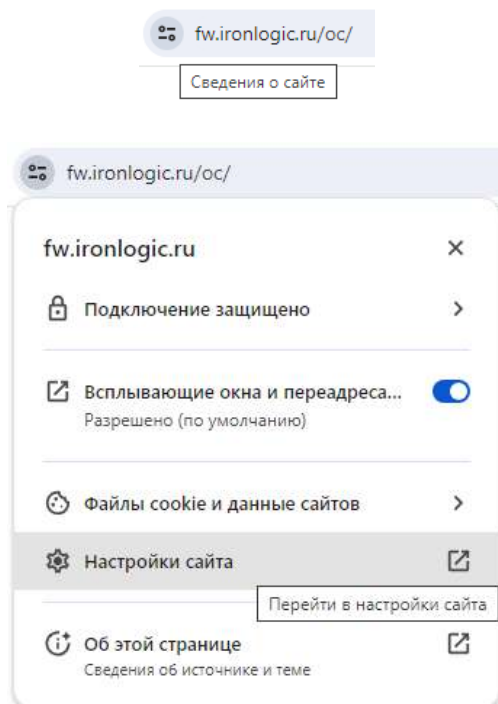 fw.ironlogic.ru/oc/
Сведения о сайте
fw.ironlogic.ru/oc/
fw.ironlogic.ru
Подключение защищено
Всплывающие окна и переадреса...
Разрешено (по умолчанию)
Файлы cookie и данные сайтов
Настройки сайта
Перейти в настройки сайта
Об этой странице
Сведения об источнике и теме